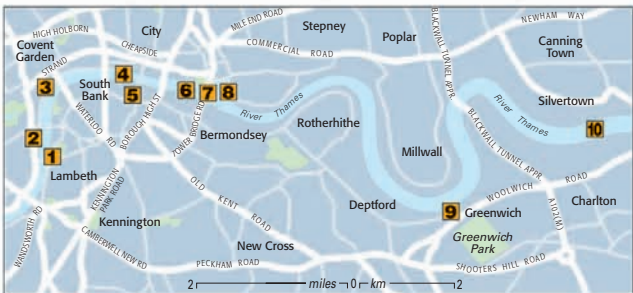 MILE END ROAD
Stepney
Poplar
BLACKWALL TUNNEL APPR.
NEWHAM WAY
HIGH HOLBORN
City
Covent
Garden
CHEAPSIDE
COMMERCIAL ROAD
Canning
Town
STRAND
3
South
Bank
4
5
6
7
8
Silvertown
River Thames
River Thames
10
WATERLOO RD
BOROUGH HIGH ST
TOWER BRIDGE RD
Bermondsey
Rotherhithe
2
1
Millwall
BLACKWALL TUNNEL APPR.
Lambeth
KENNINGTON
PARK ROAD
OLD KENT ROAD
Deptford
9
Greenwich
WOOLWICH ROAD
Charlton
A102(M)
WANDSWORTH RD
Kennington
CAMBERWELL NEW RD
New Cross
Greenwich
Park
PECKHAM ROAD
SHOOTERS HILL ROAD
2 miles 0 km 2